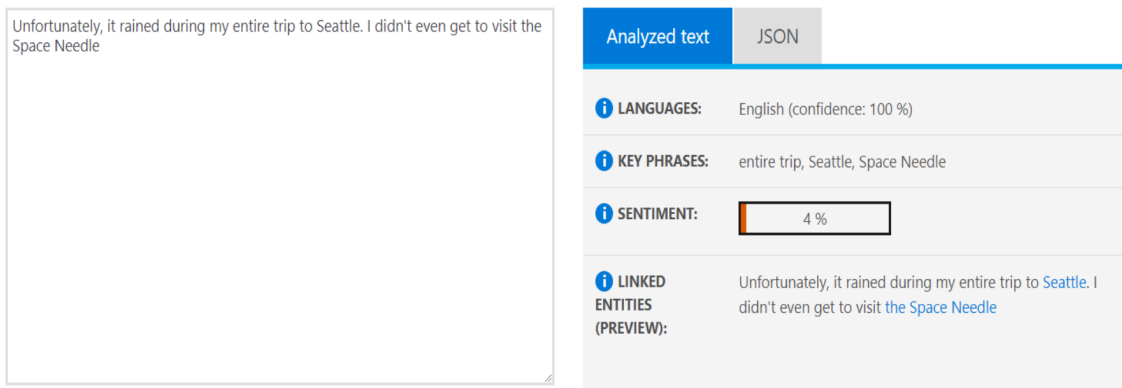 Unfortunately, it rained during my entire trip to Seattle. I didn't even get to visit the
Space Needle
Analyzed text
JSON
LANGUAGES:
English (confidence: 100 %)
KEY PHRASES:
entire trip, Seattle, Space Needle
SENTIMENT:
4 %
LINKED
ENTITIES
(PREVIEW):
Unfortunately, it rained during my entire trip to Seattle. I
didn't even get to visit the Space Needle